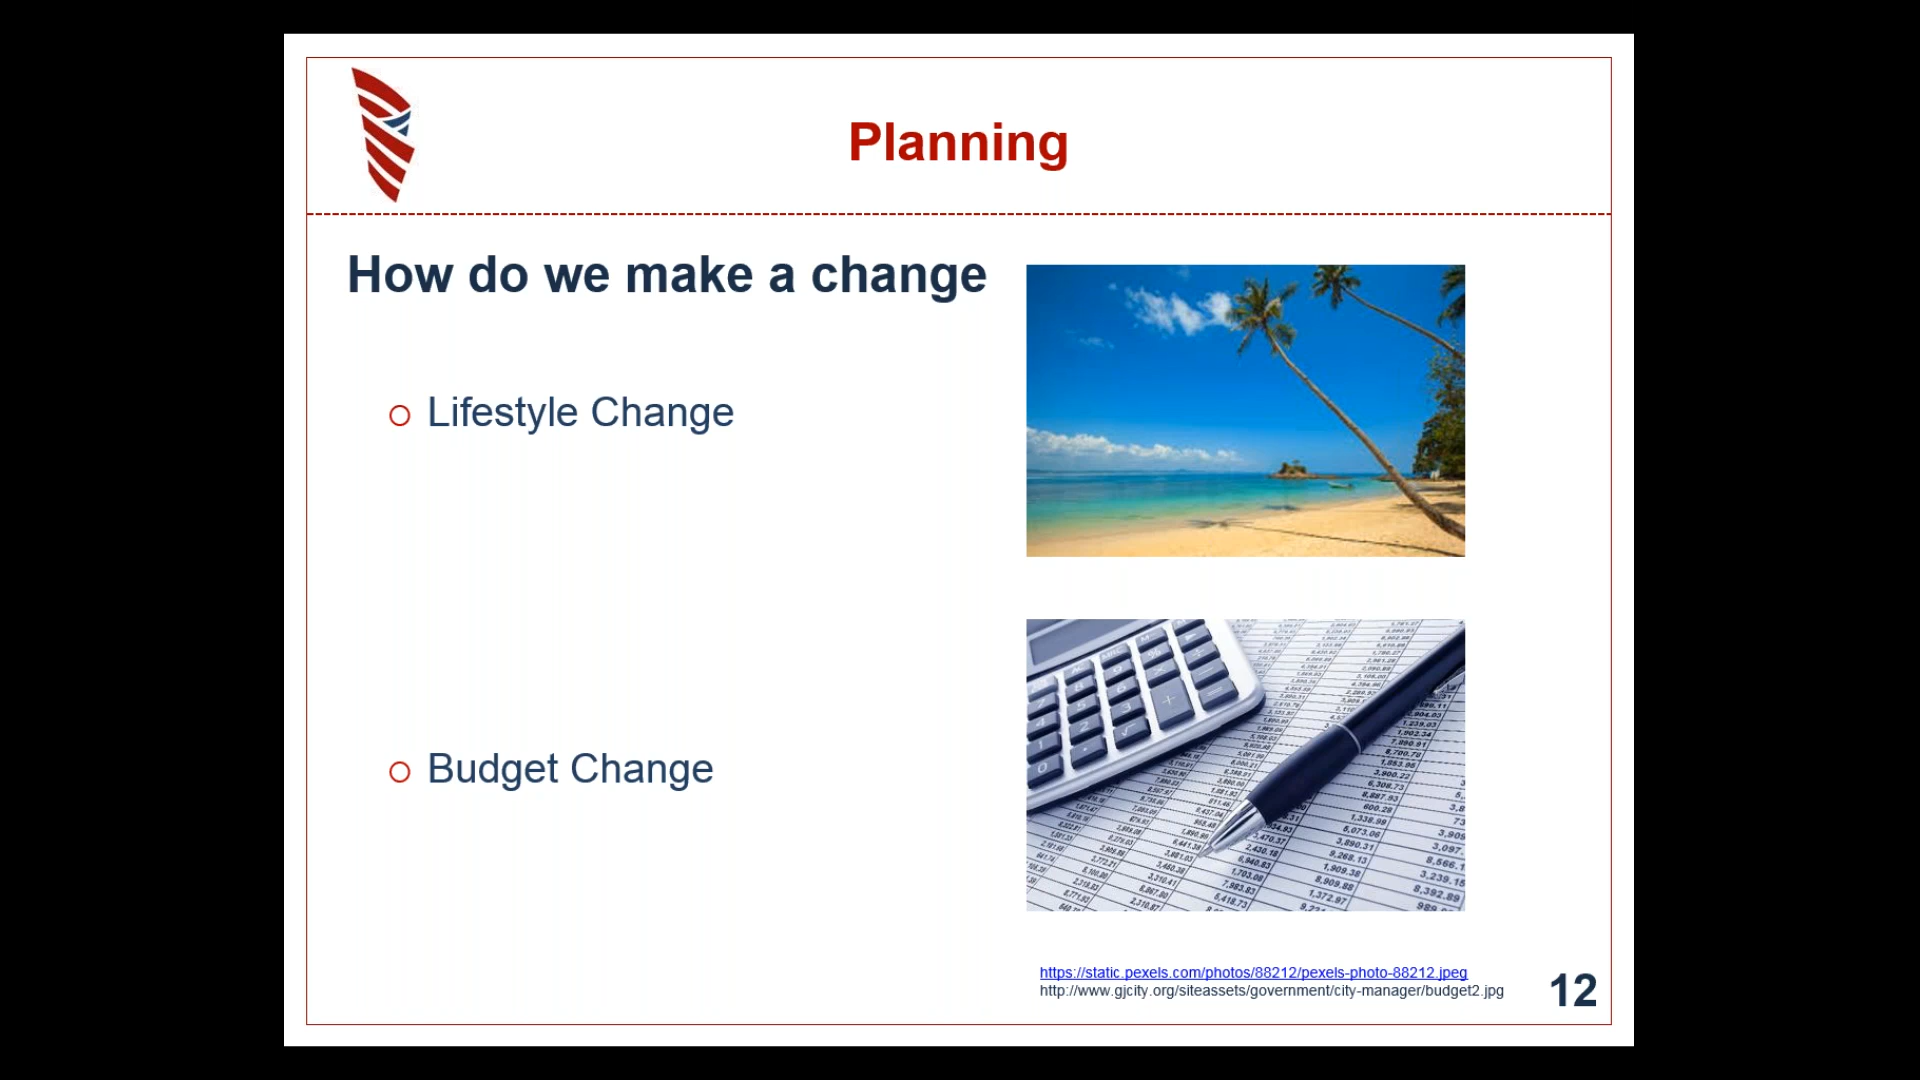 Planning
How do we make a change
Lifestyle Change
Budget Change
https://static.pexels.com/photos/88212/pexels-photo-88212.jpeg
http://www.gjcity.org/siteassets/government/city-manager/budget2.jpg
12